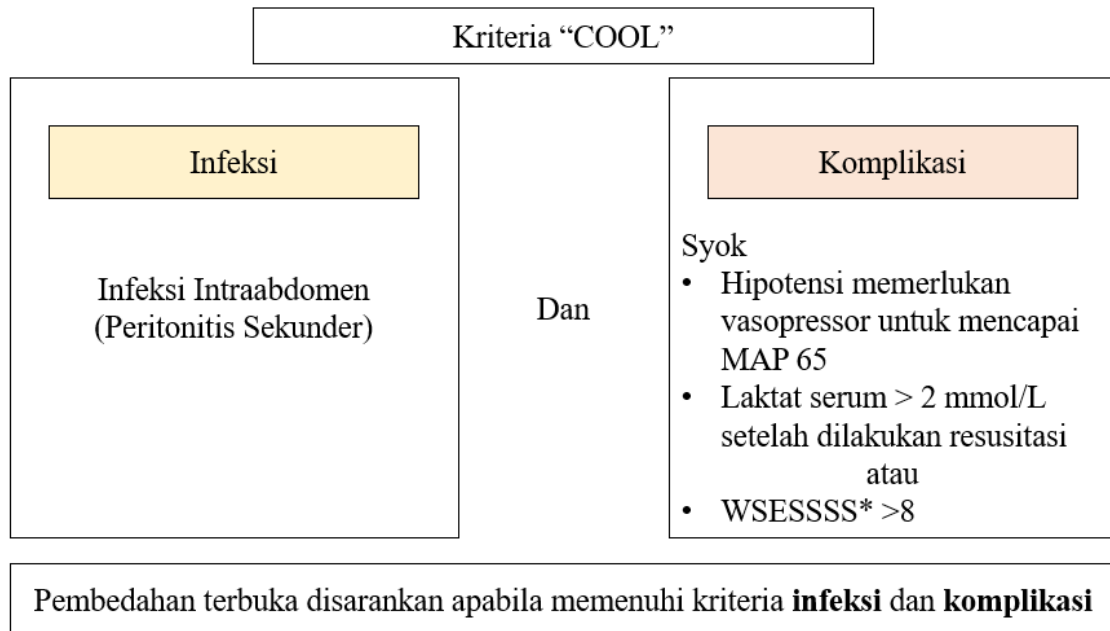 Kriteria “COOL”
Infeksi
Infeksi Intraabdomen
(Peritonitis Sekunder)
Dan
Komplikasi
Syok
• Hipotensi memerlukan
vasopressor untuk mencapai
MAP 65
• Laktat serum > 2 mmol/L
setelah dilakukan resusitasi
atau
• WSESSSS* >8
Pembedahan terbuka disarankan apabila memenuhi kriteria infeksi dan komplikasi